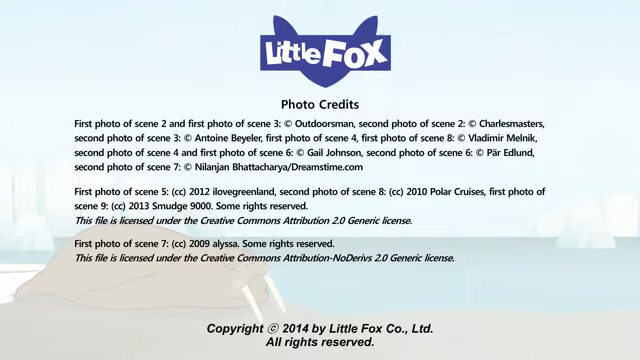 Little Fox
Photo Credits
First photo of scene 2 and first photo of scene 3: © Outdoorsman, second photo of scene 2: © Charlesmasters,
second photo of scene 3: © Antoine Beyeler, first photo of scene 4, first photo of scene 8: © Vladimir Melnik,
second photo of scene 4 and first photo of scene 6: © Gail Johnson, second photo of scene 6: © Pär Edlund,
second photo of scene 7: © Nilanjan Bhattacharya/Dreamstime.com
First photo of scene 5: (cc) 2012 ilovegreenland, second photo of scene 8: (cc) 2010 Polar Cruises, first photo of
scene 9: (cc) 2013 Smudge 9000. Some rights reserved.
This file is licensed under the Creative Commons Attribution 2.0 Generic license.
First photo of scene 7: (cc) 2009 alyssa. Some rights reserved.
This file is licensed under the Creative Commons Attribution-NoDerivs 2.0 Generic license.
Copyright ⓒ 2014 by Little Fox Co., Ltd.
All rights reserved.